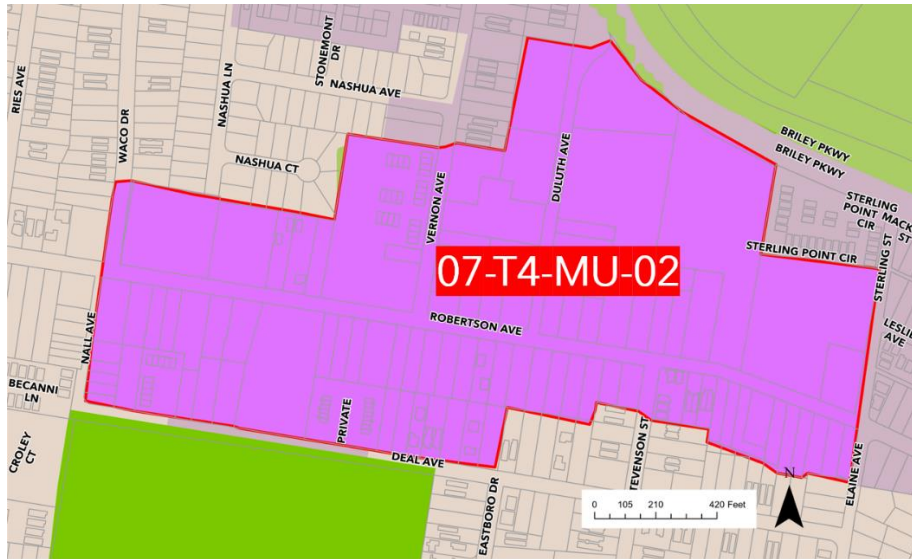 RIES AVE
WACO DR
NASHUA LN
STONEMONT
DR
NASHUA AVE
NASHUA CT
VERNON AVE
DULUTH AVE
BRILEY PKWY
BRILEY PKWY
STERLING
POINT
CIR
MACK
ST
STERLING POINT CIR
STERLING ST
LESLIE
AVE
07-T4-MU-02
ROBERTSON AVE
NALL AVE
BECANNI
LN
CROLEY
CT
PRIVATE
DEAL AVE
EASTBORO DR
STEVENSON ST
ELAINE AVE
N
0 105 210 420 Feet